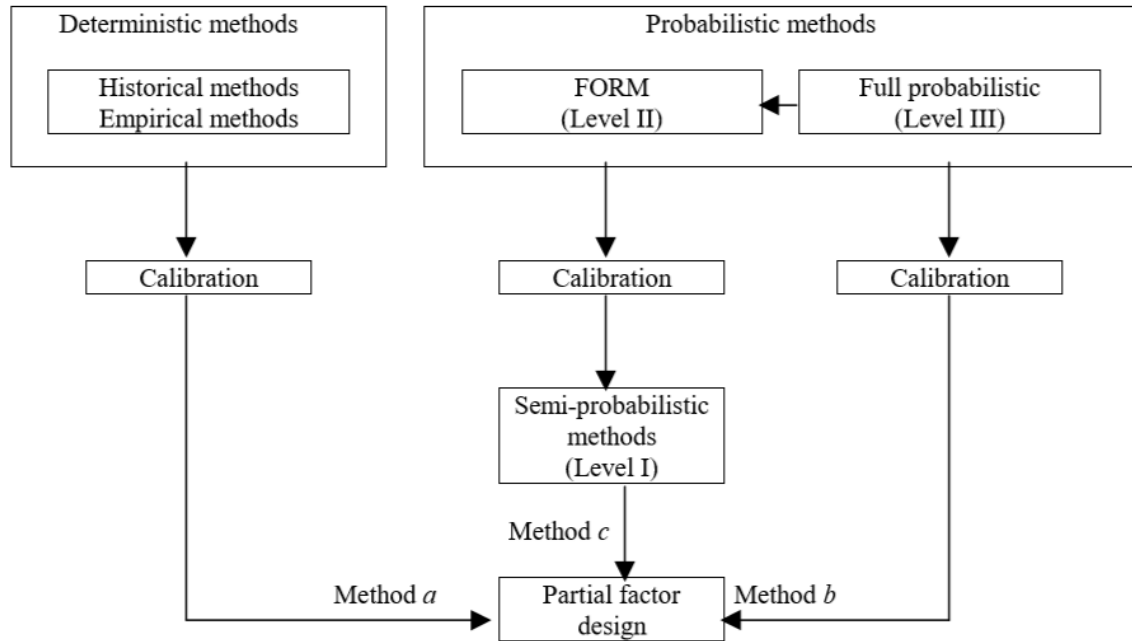 Deterministic methods
Probabilistic methods
Historical methods
Empirical methods
FORM
(Level II)
Full probabilistic
(Level III)
Calibration
Calibration
Calibration
Semi-probabilistic
methods
(Level I)
Method c
Method a
Partial factor
design
Method b